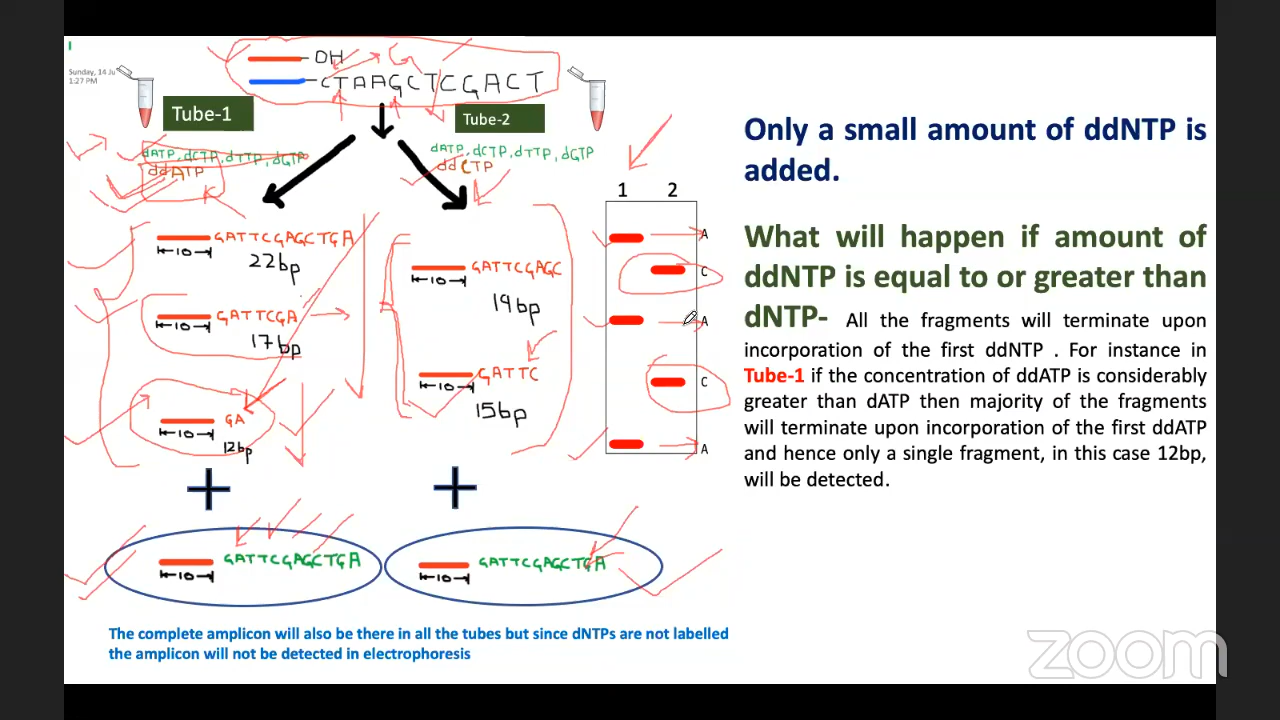 Sunday, 14 Ju
1:27 PM
OH
G
CTAAGCTCGACT
Tube-1
Tube-2
dATP, dCTP, dTTP, dGTP
ddATP
dATP, dCTP, dTTP, dGTP
ddCTP
GATTCGAGCTGA
10
22bp
GATTCGA
10
17bp
GA
10
12bp
GATTCGAGC
10
19bp
GATTC
10
15bp
1 2
A
C
A
C
A
+ +
GATTCGAGCTGA
10
GATTCGAGCTGA
10
The complete amplicon will also be there in all the tubes but since dNTPs are not labelled
the amplicon will not be detected in electrophoresis
Only a small amount of ddNTP is
added.
What will happen if amount of
ddNTP is equal to or greater than
dNTP- All the fragments will terminate upon
incorporation of the first ddNTP . For instance in
Tube-1 if the concentration of ddATP is considerably
greater than dATP then majority of the fragments
will terminate upon incorporation of the first ddATP
and hence only a single fragment, in this case 12bp,
will be detected.
zoom